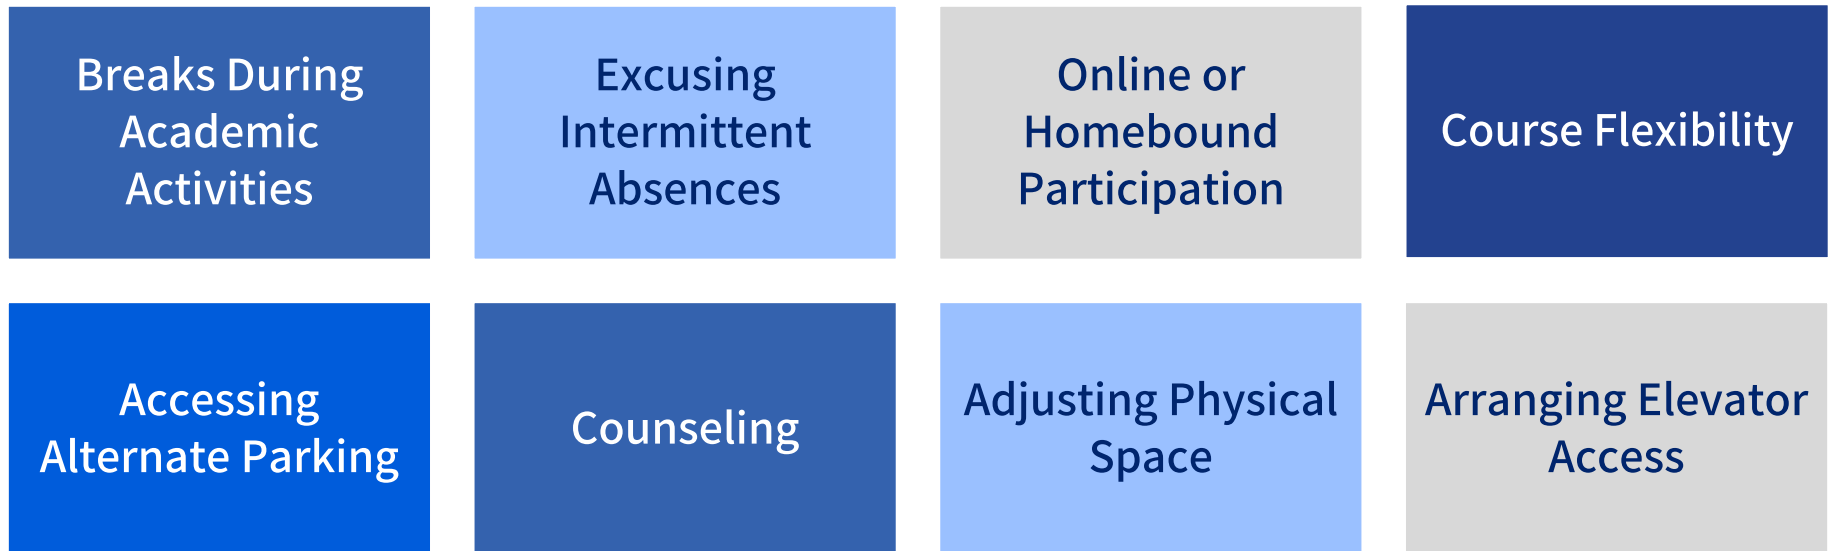 Breaks During
Academic
Activities
Excusing
Intermittent
Absences
Online or
Homebound
Participation
Course Flexibility
Accessing
Alternate Parking
Counseling
Adjusting Physical
Space
Arranging Elevator
Access